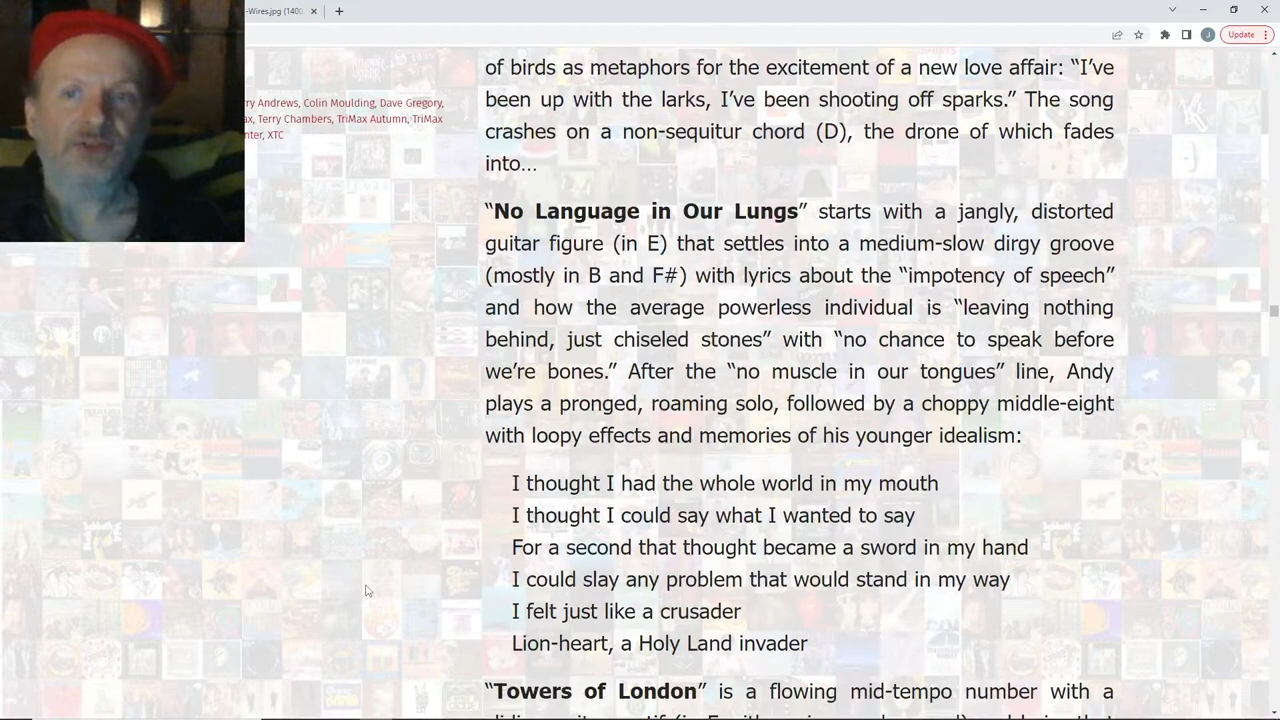 -Wires.jpg (1400
Update
J
ry Andrews, Colin Moulding, Dave Gregory,
ax, Terry Chambers, TriMax Autumn, TriMax
nter, XTC
of birds as metaphors for the excitement of a new love affair: “I’ve
been up with the larks, I’ve been shooting off sparks.” The song
crashes on a non-sequitur chord (D), the drone of which fades
into…
“No Language in Our Lungs” starts with a jangly, distorted
guitar figure (in E) that settles into a medium-slow dirgy groove
(mostly in B and F#) with lyrics about the “impotency of speech”
and how the average powerless individual is “leaving nothing
behind, just chiseled stones” with “no chance to speak before
we’re bones.” After the “no muscle in our tongues” line, Andy
plays a pronged, roaming solo, followed by a choppy middle-eight
with loopy effects and memories of his younger idealism:
I thought I had the whole world in my mouth
I thought I could say what I wanted to say
For a second that thought became a sword in my hand
I could slay any problem that would stand in my way
I felt just like a crusader
Lion-heart, a Holy Land invader
“Towers of London” is a flowing mid-tempo number with a